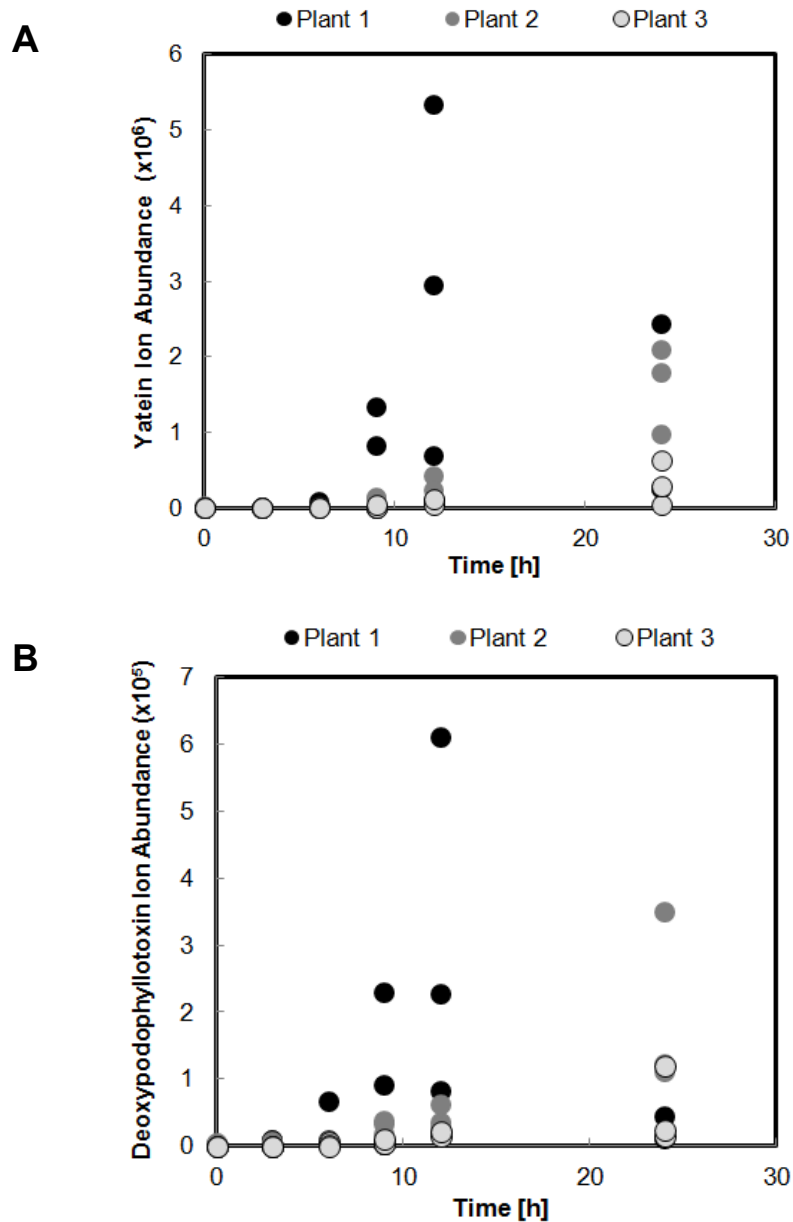 A
Plant 1 Plant 2 Plant 3
Yatein Ion Abundance (x10⁶)
6
5
4
3
2
1
0
0 10 20 30
Time [h]
B
Plant 1 Plant 2 Plant 3
Deoxypodophyllotoxin Ion Abundance (x10⁵)
7
6
5
4
3
2
1
0
0 10 20 30
Time [h]